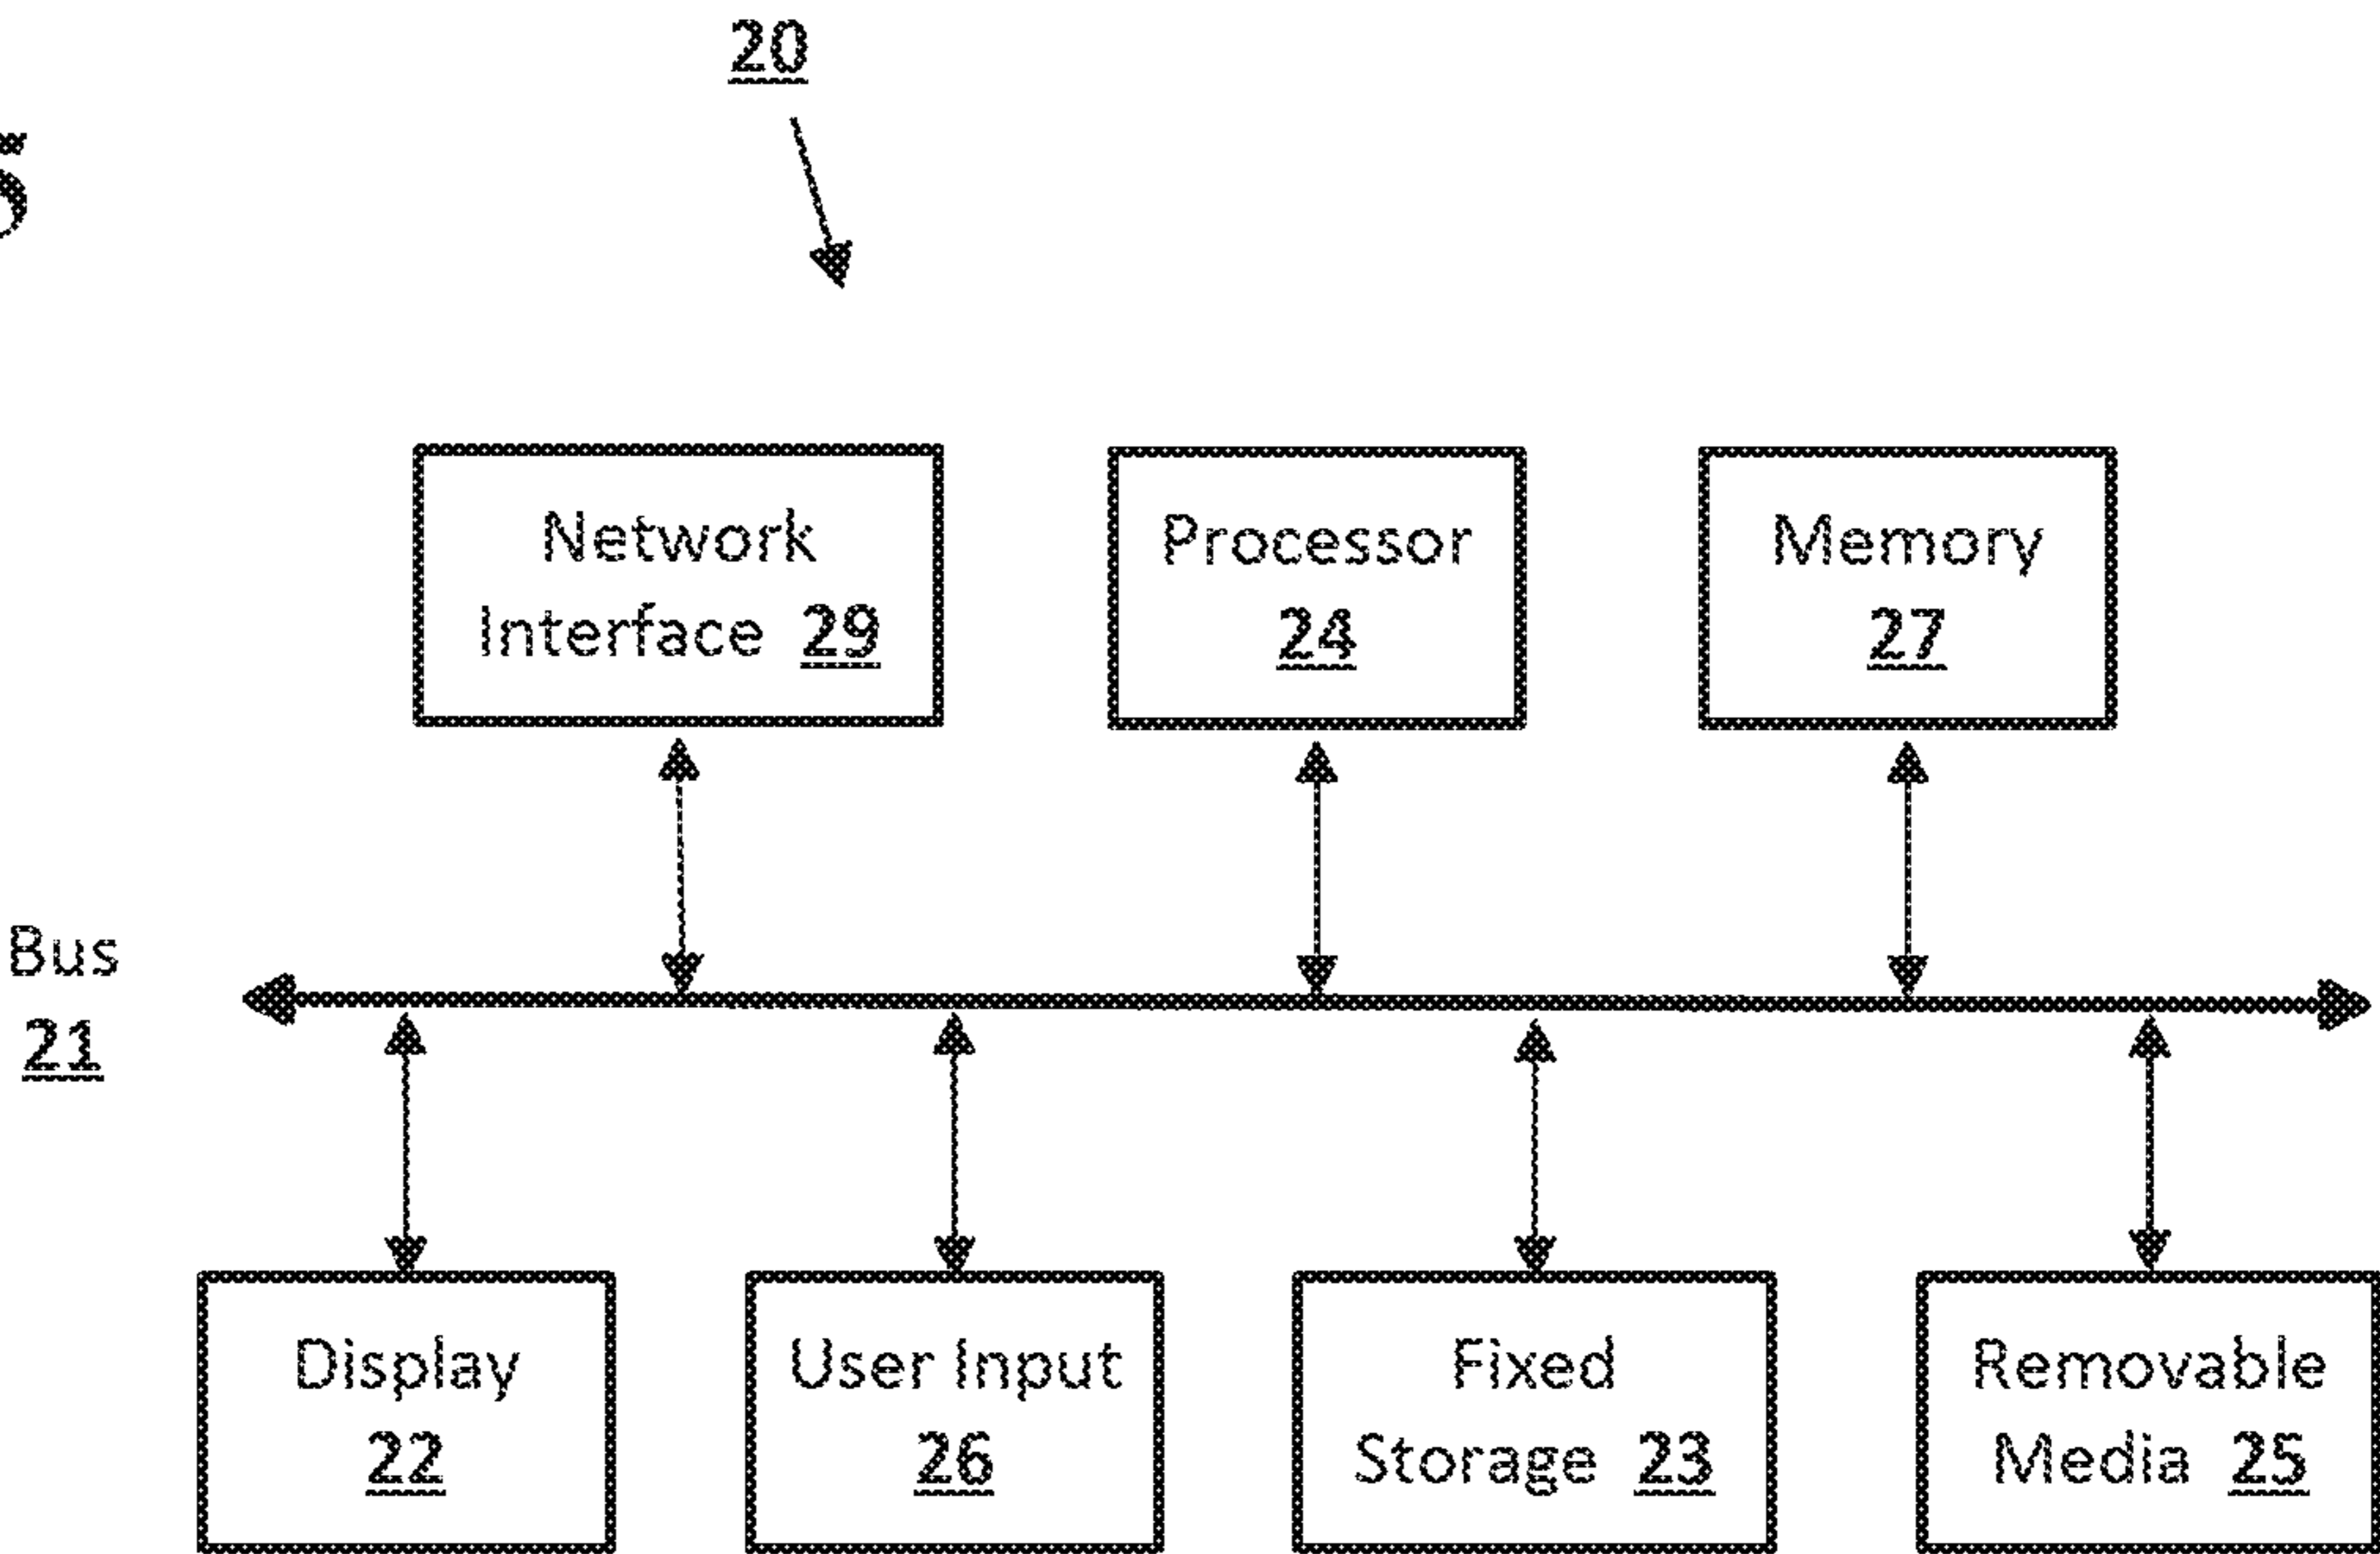 20
Network
Interface 29
Processor
24
Memory
27
Bus
21
Display
22
User Input
26
Fixed
Storage 23
Removable
Media 25